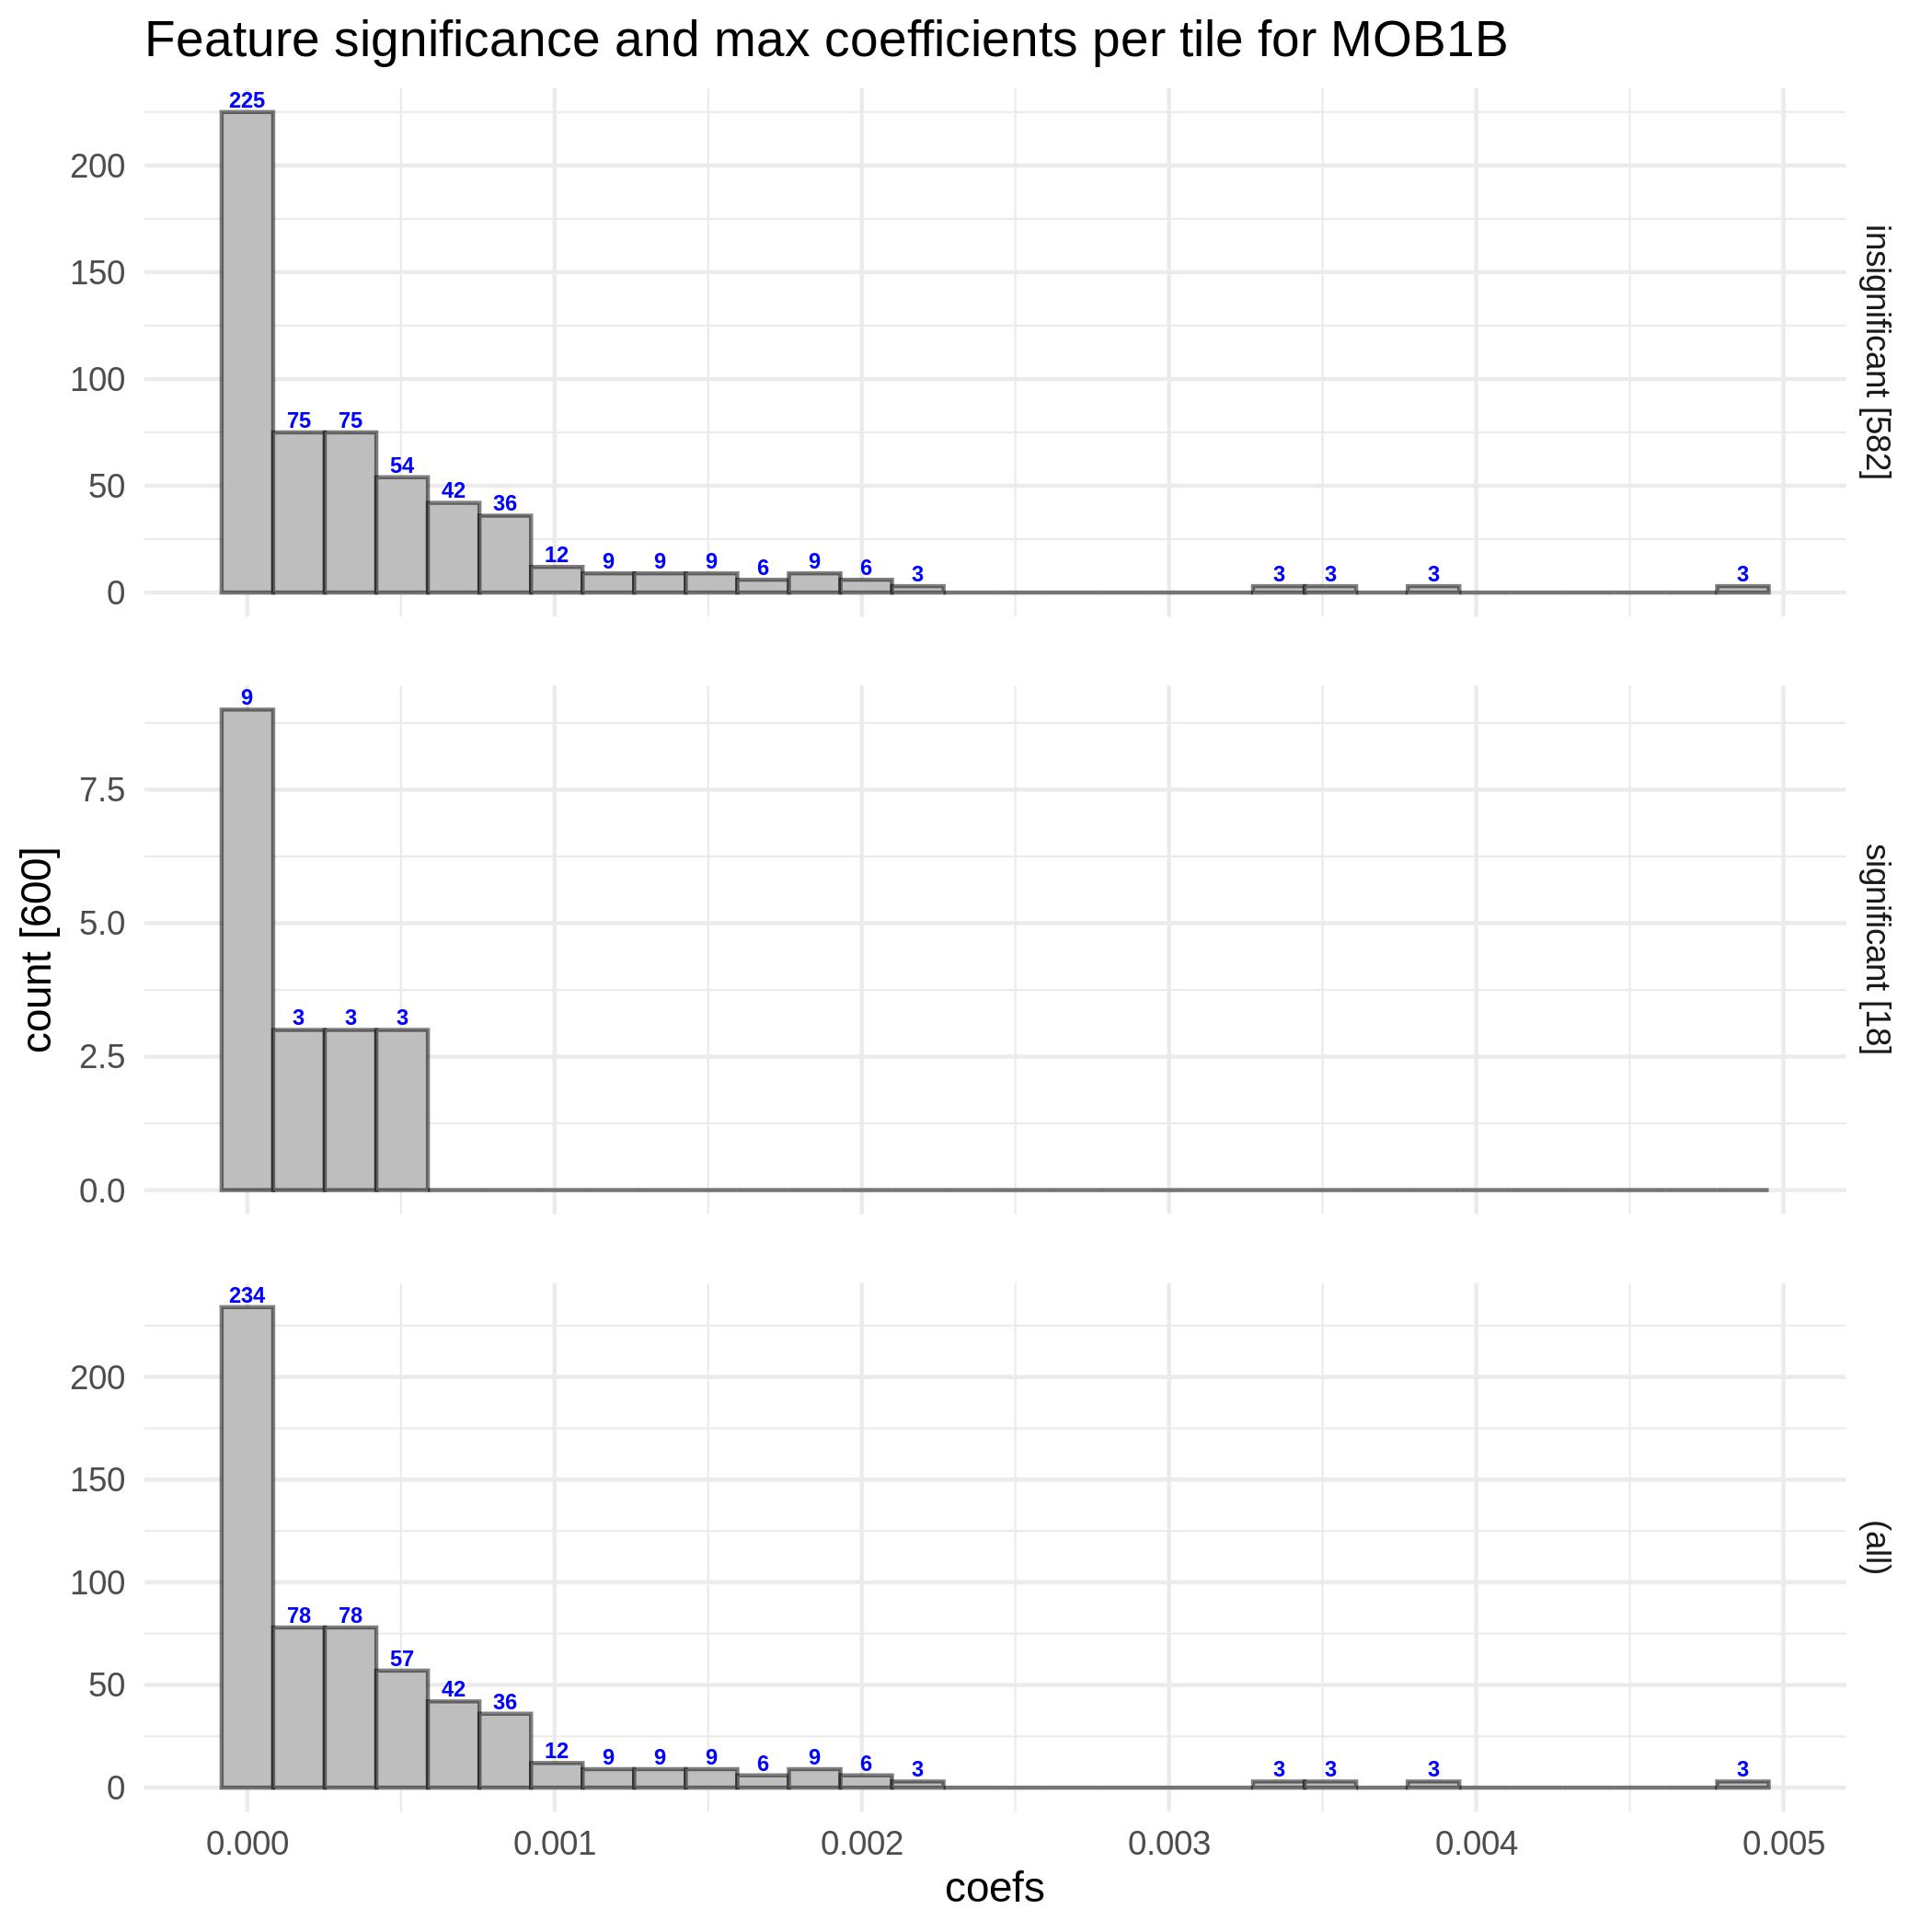 Feature significance and max coefficients per tile for MOB1B
225
75 75
54
42
36
12 9 9 9 6 9 6 3 3 3 3 3
200
150
100
50
0
insignificant [582]
9
3 3 3
7.5
5.0
2.5
0.0
significant [18]
count [600]
234
78 78
57
42
36
12 9 9 9 6 9 6 3 3 3 3 3
200
150
100
50
0
(all)
0.000 0.001 0.002 0.003 0.004 0.005
coefs